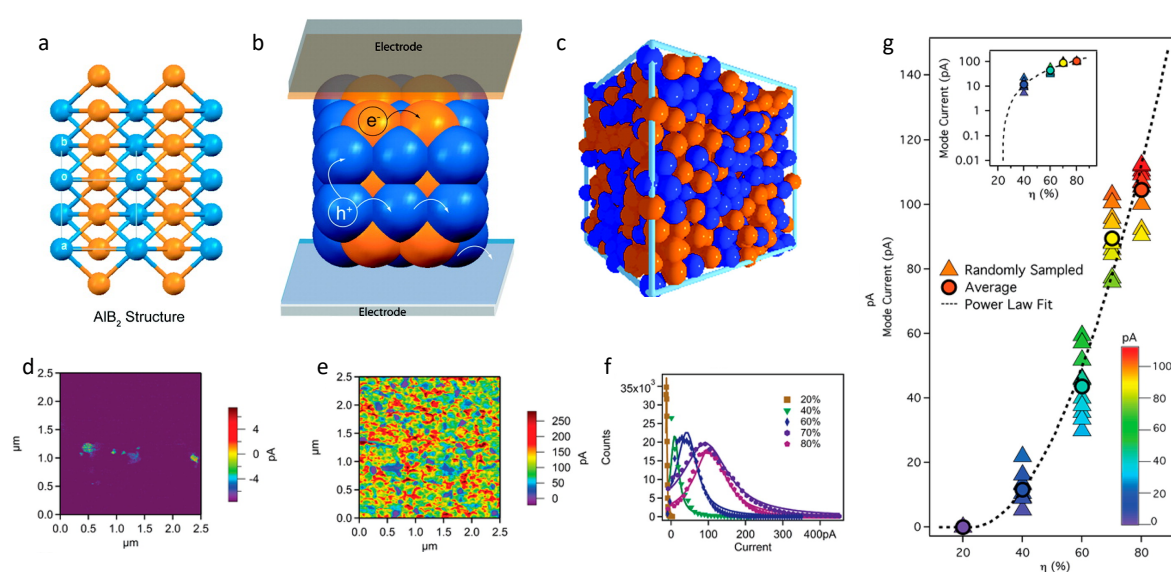 a
b
o
c
a
AlB2 Structure
b
Electrode
e-
h+
Electrode
c
d
2.5
2.0
1.5
1.0
0.5
0.0
µm
0.0 0.5 1.0 1.5 2.0 2.5
µm
4
0
-4
pA
e
2.5
2.0
1.5
1.0
0.5
0.0
µm
0.0 0.5 1.0 1.5 2.0 2.5
µm
250
200
150
100
50
0
pA
f
35x10³
30
25
20
15
10
5
0
Counts
20%
40%
60%
70%
80%
0 100 200 300 400pA
Current
g
140
120
100
80
60
40
20
0
pA
Mode Current (pA)
100
10
1
0.1
0.01
Mode Current (pA)
20 40 60 80
η (%)
Randomly Sampled
Average
Power Law Fit
pA
100
80
60
40
20
0
20 40 60 80
η (%)